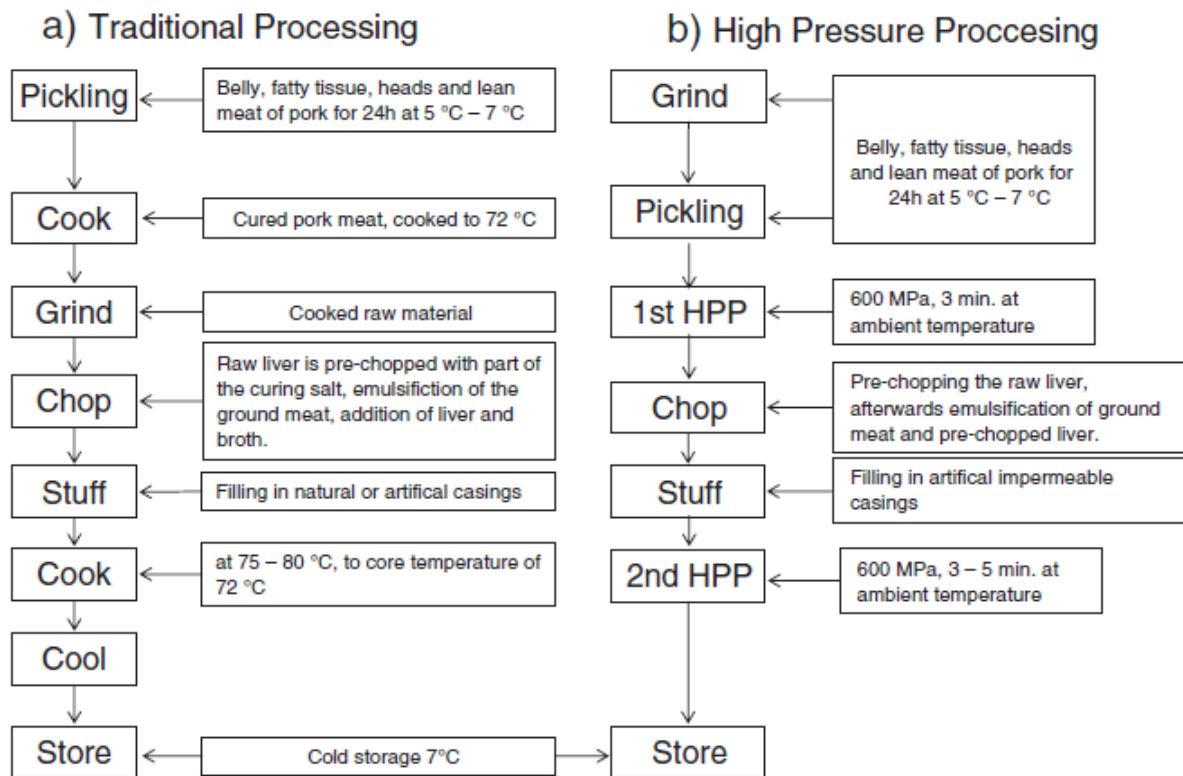 a) Traditional Processing
Pickling
Belly, fatty tissue, heads and lean
meat of pork for 24h at 5 °C – 7 °C
Cook
Cured pork meat, cooked to 72 °C
Grind
Cooked raw material
Chop
Raw liver is pre-chopped with part
of the curing salt, emulsifiction of the
ground meat, addition of liver and
broth.
Stuff
Filling in natural or artifical casings
Cook
at 75 – 80 °C, to core temperature of
72 °C
Cool
Store
Cold storage 7°C
b) High Pressure Proccesing
Grind
Belly, fatty tissue, heads
and lean meat of pork for
24h at 5 °C – 7 °C
Pickling
1st HPP
600 MPa, 3 min. at
ambient temperature
Chop
Pre-chopping the raw liver,
afterwards emulsification of ground
meat and pre-chopped liver.
Stuff
Filling in artifical impermeable
casings
2nd HPP
600 MPa, 3 – 5 min. at
ambient temperature
Store